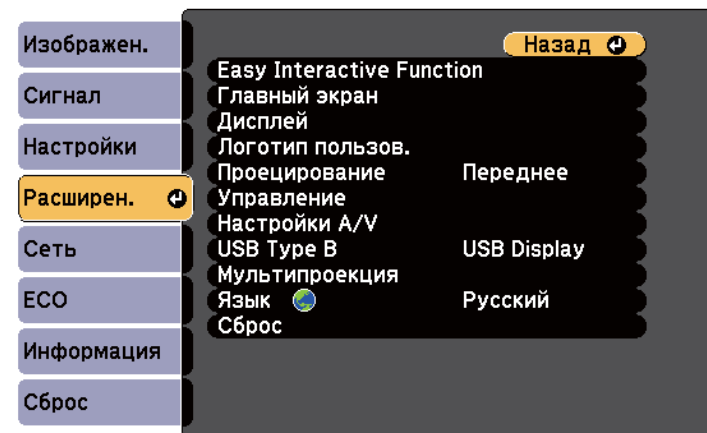 Изображен.
Сигнал
Настройки
Расширен.
Сеть
ECO
Информация
Сброс
Назад
Easy Interactive Function
Главный экран
Дисплей
Логотип пользов.
Проецирование Переднее
Управление
Настройки A/V
USB Type B USB Display
Мультипроекция
Язык Русский
Сброс